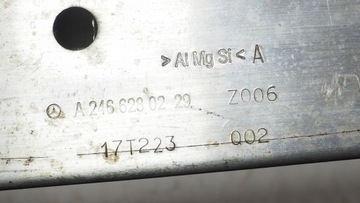 >Al Mg Si< A
A 246 628 02 29 Z006
17T223 002